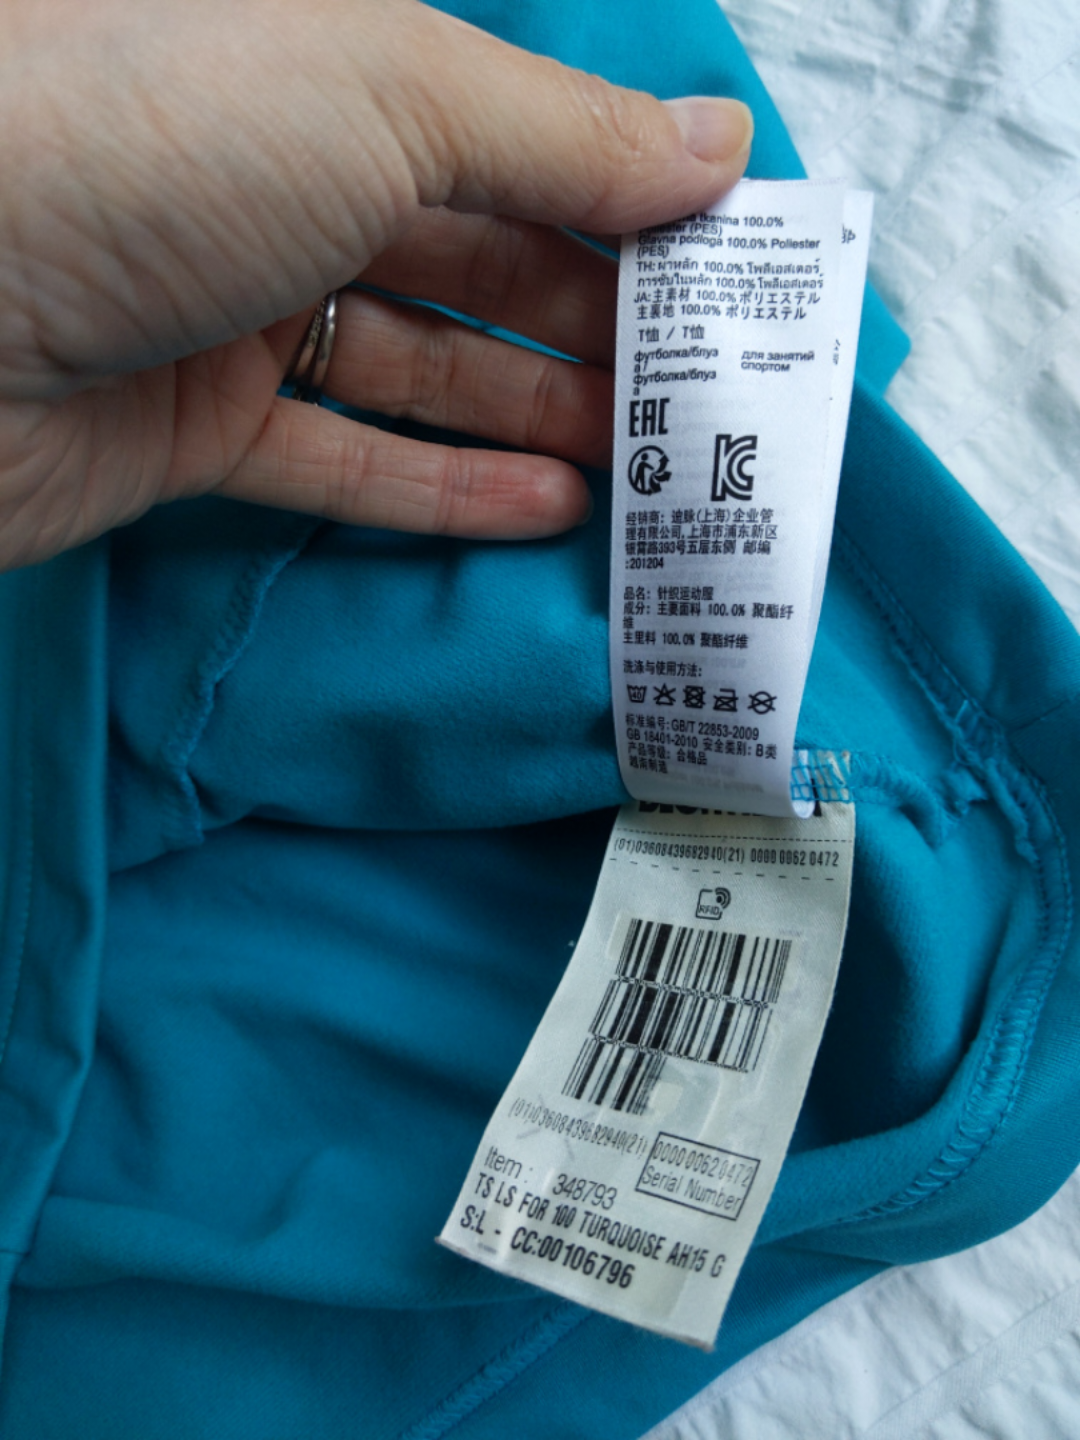 tkanina 100.0%
(PES)
Glavna podloga 100.0% Poliester
(PES)
TH: ผ้าหลัก 100.0% โพลีเอสเตอร์,
การซับในหลัก 100.0% โพลีเอสเตอร์
JA:主素材 100.0% ポリエステル
主裏地 100.0% ポリエステル
T恤 / T恤
футболка/блуз для занятий
а/ спортом
футболка/блуз
а
EAC
经销商: 迪脉(上海)企业管
理有限公司,上海市浦东新区
银霄路393号五层东侧 邮编
:201204
品名: 针织运动服
成分: 主要面料 100.0% 聚酯纤
维
主里料 100.0% 聚酯纤维
洗涤与使用方法:
40
标准编号: GB/T 22853-2009
GB 18401-2010 安全类别: B类
产品等级: 合格品
越南制造
(01)03608439682940(21) 0000 0062 0472
RFID
(01)03608439682940(21) 0000 0062 0472
Serial Number
Item : 348793
TS LS FOR 100 TURQUOISE AH15 G
S:L - CC:00106796